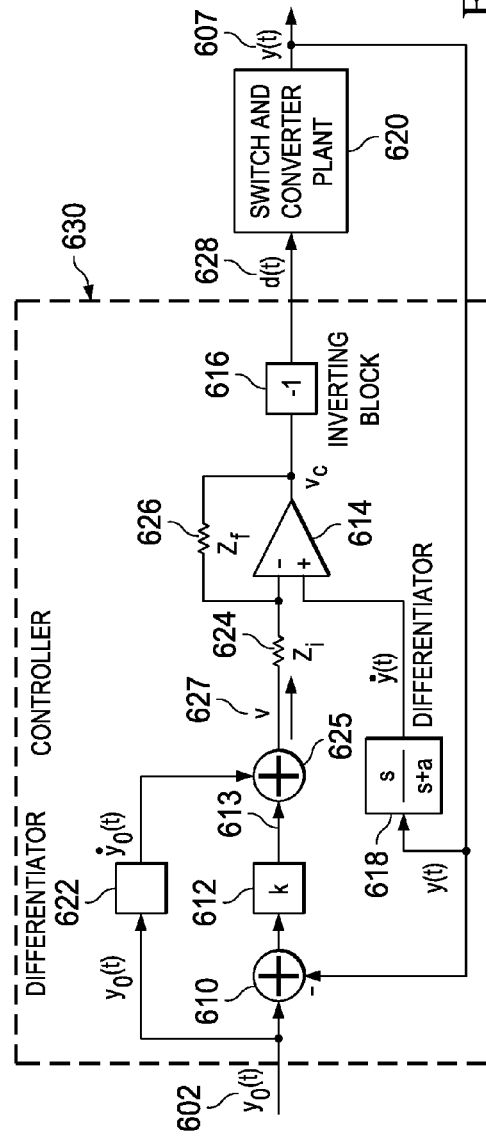 CONTROLLER
630
DIFFERENTIATOR
622
y0(t)
ẏ0(t)
602
y0(t)
610
-
612
k
613
625
627
v
624
Zi
626
Zf
-
+
614
vc
616
-1
INVERTING
BLOCK
628
d(t)
SWITCH AND
CONVERTER
PLANT
620
607
y(t)
618
s
s+a
y(t)
ẏ(t)
DIFFERENTIATOR